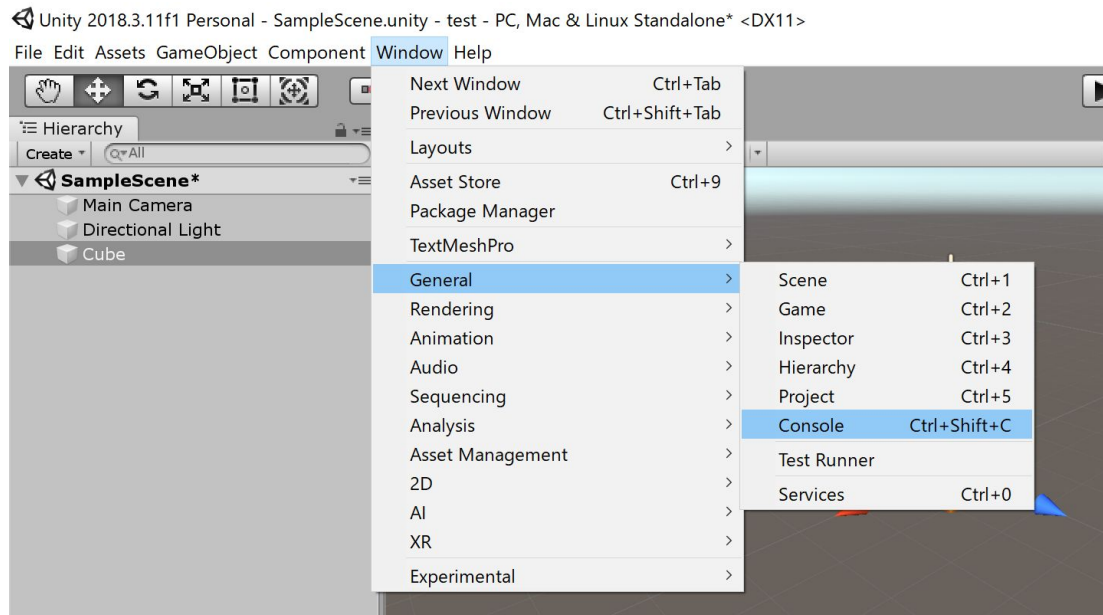 Unity 2018.3.11f1 Personal - SampleScene.unity - test - PC, Mac & Linux Standalone* <DX11>
File Edit Assets GameObject Component Window Help
Hierarchy
Create All
SampleScene*
Main Camera
Directional Light
Cube
Next Window Ctrl+Tab
Previous Window Ctrl+Shift+Tab
Layouts
Asset Store Ctrl+9
Package Manager
TextMeshPro
General
Rendering
Animation
Audio
Sequencing
Analysis
Asset Management
2D
AI
XR
Experimental
Scene Ctrl+1
Game Ctrl+2
Inspector Ctrl+3
Hierarchy Ctrl+4
Project Ctrl+5
Console Ctrl+Shift+C
Test Runner
Services Ctrl+0